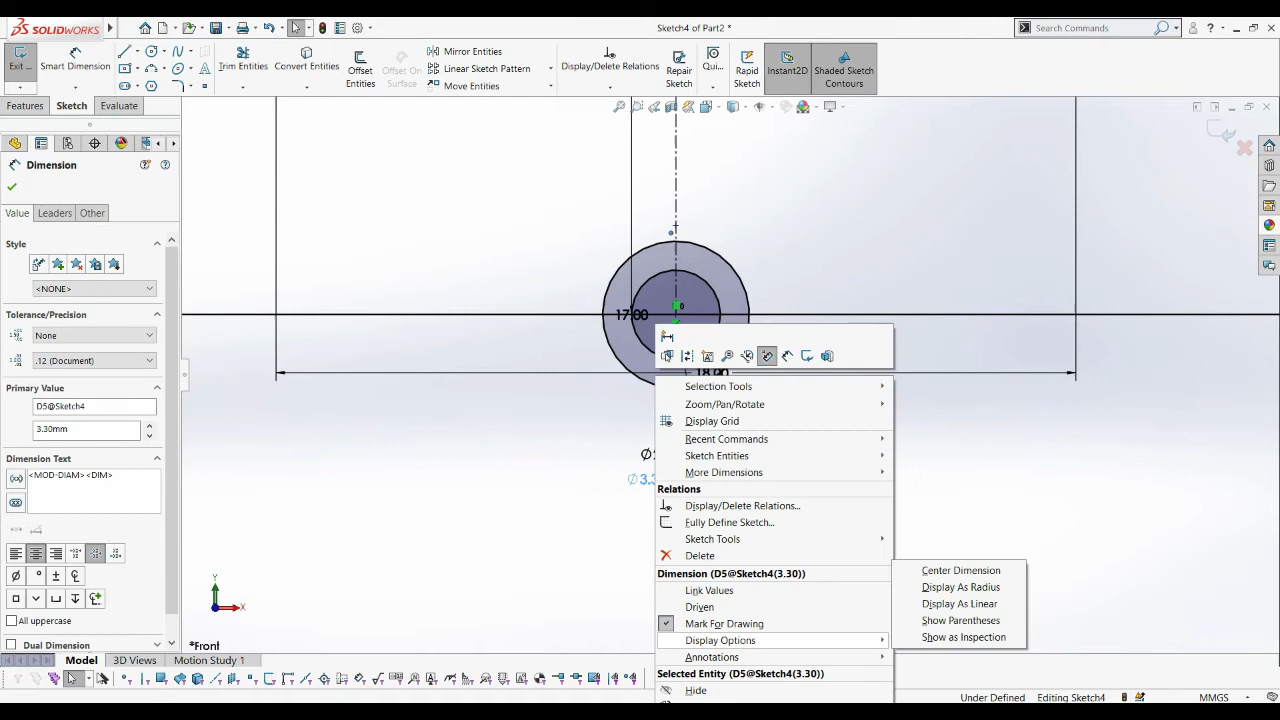 SOLIDWORKS
Sketch4 of Part2 *
Search Commands
Exit ...
Smart Dimension
Trim Entities
Convert Entities
Offset Entities
Offset On Surface
Mirror Entities
Linear Sketch Pattern
Move Entities
Display/Delete Relations
Repair Sketch
Qui...
Rapid Sketch
Instant2D
Shaded Sketch Contours
Features
Sketch
Evaluate
Dimension
Value
Leaders
Other
Style
<NONE>
Tolerance/Precision
None
.12 (Document)
Primary Value
D5@Sketch4
3.30mm
Dimension Text
<MOD-DIAM><DIM>
All uppercase
Dual Dimension
17.00
18.00
Ø
Ø3.3
Selection Tools
Zoom/Pan/Rotate
Display Grid
Recent Commands
Sketch Entities
More Dimensions
Relations
Display/Delete Relations...
Fully Define Sketch...
Sketch Tools
Delete
Dimension (D5@Sketch4(3.30))
Link Values
Driven
Mark For Drawing
Display Options
Annotations
Selected Entity (D5@Sketch4(3.30))
Hide
Center Dimension
Display As Radius
Display As Linear
Show Parentheses
Show as Inspection
Y
X
*Front
Model
3D Views
Motion Study 1
Under Defined
Editing Sketch4
MMGS